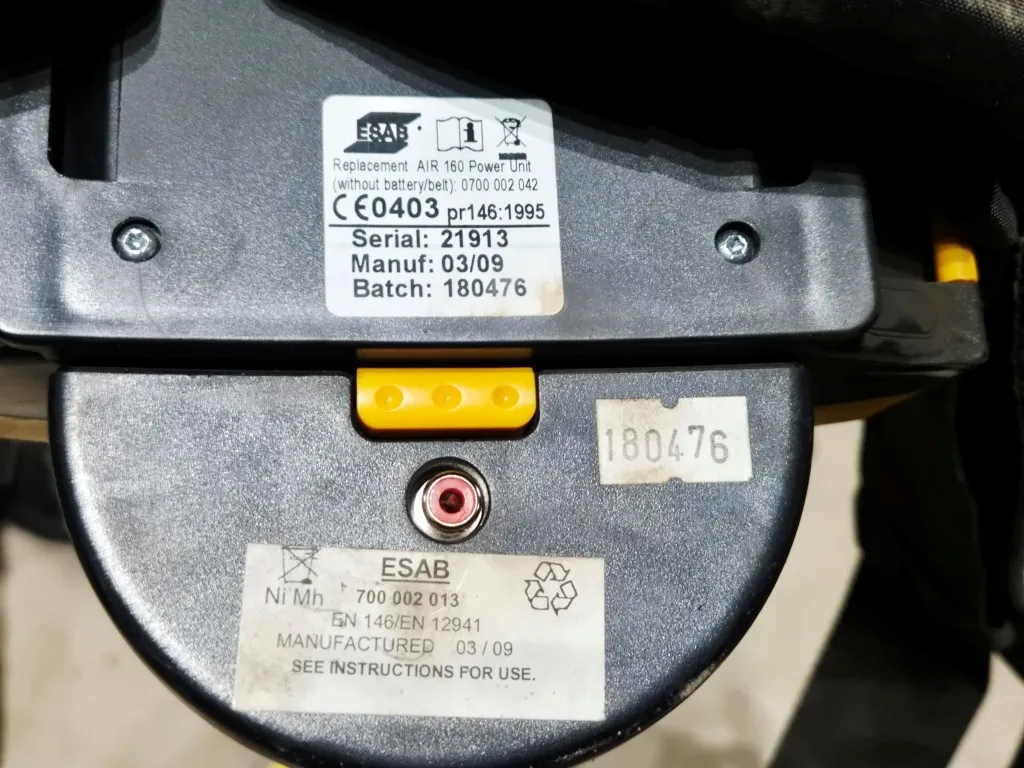 ESAB
Replacement AIR 160 Power Unit
(without battery/belt): 0700 002 042
CE0403 pr146:1995
Serial: 21913
Manuf: 03/09
Batch: 180476
180476
ESAB
Ni Mh 700 002 013
EN 146/EN 12941
MANUFACTURED 03 / 09
SEE INSTRUCTIONS FOR USE.